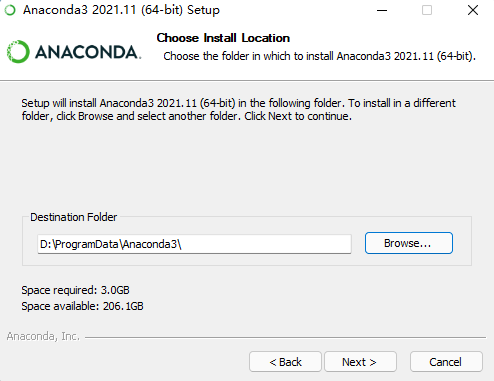 Anaconda3 2021.11 (64-bit) Setup
ANACONDA.
Choose Install Location
Choose the folder in which to install Anaconda3 2021.11 (64-bit).
Setup will install Anaconda3 2021.11 (64-bit) in the following folder. To install in a different
folder, click Browse and select another folder. Click Next to continue.
Destination Folder
D:\ProgramData\Anaconda3\
Browse...
Space required: 3.0GB
Space available: 206.1GB
Anaconda, Inc.
< Back
Next >
Cancel